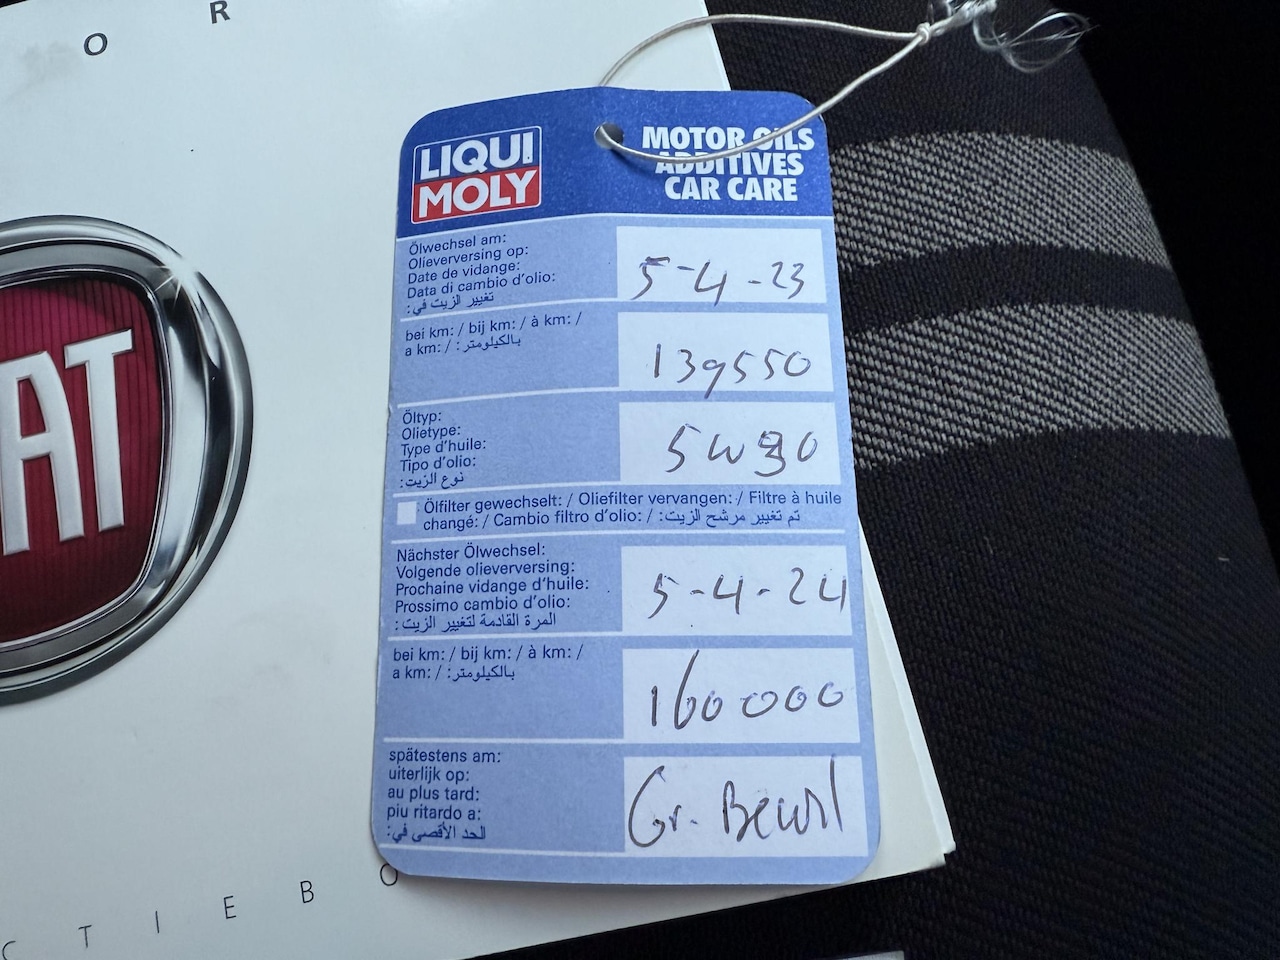 O R
LIQUI
MOLY
MOTOR OILS
ADDITIVES
CAR CARE
Ölwechsel am:
Olieverversing op:
Date de vidange:
Data di cambio d'olio:
تغيير الزيت في:
5-4-23
bei km: / bij km: / à km: /
a km: / بالكيلومتر:
139550
Öltyp:
Olietype:
Type d'huile:
Tipo d'olio:
نوع الزيت:
5W30
Ölfilter gewechselt: / Oliefilter vervangen: / Filtre à huile
changé: / Cambio filtro d'olio: / تم تغيير مرشح الزيت:
Nächster Ölwechsel:
Volgende olieverversing:
Prochaine vidange d'huile:
Prossimo cambio d'olio:
المرة القادمة لتغيير الزيت:
5-4-24
bei km: / bij km: / à km: /
a km: / بالكيلومتر:
160000
spätestens am:
uiterlijk op:
au plus tard:
piu ritardo a:
الحد الأقصى في:
Gr.
AT
C T I E B O